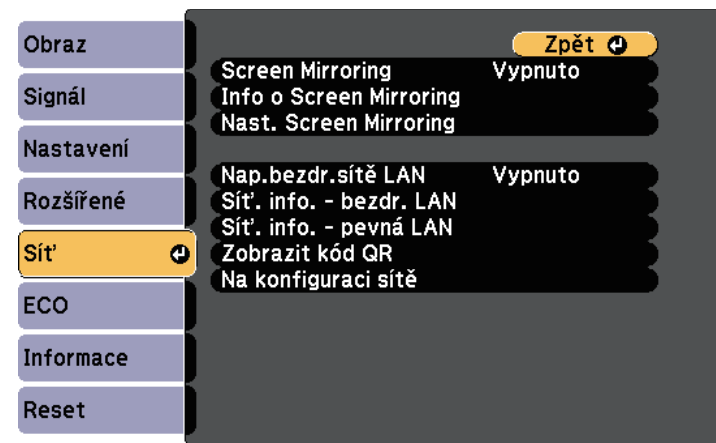 Obraz
Signál
Nastavení
Rozšířené
Síť
ECO
Informace
Reset
Zpět
Screen Mirroring Vypnuto
Info o Screen Mirroring
Nast. Screen Mirroring
Nap.bezdr.sítě LAN Vypnuto
Síť. info. - bezdr. LAN
Síť. info. - pevná LAN
Zobrazit kód QR
Na konfiguraci sítě